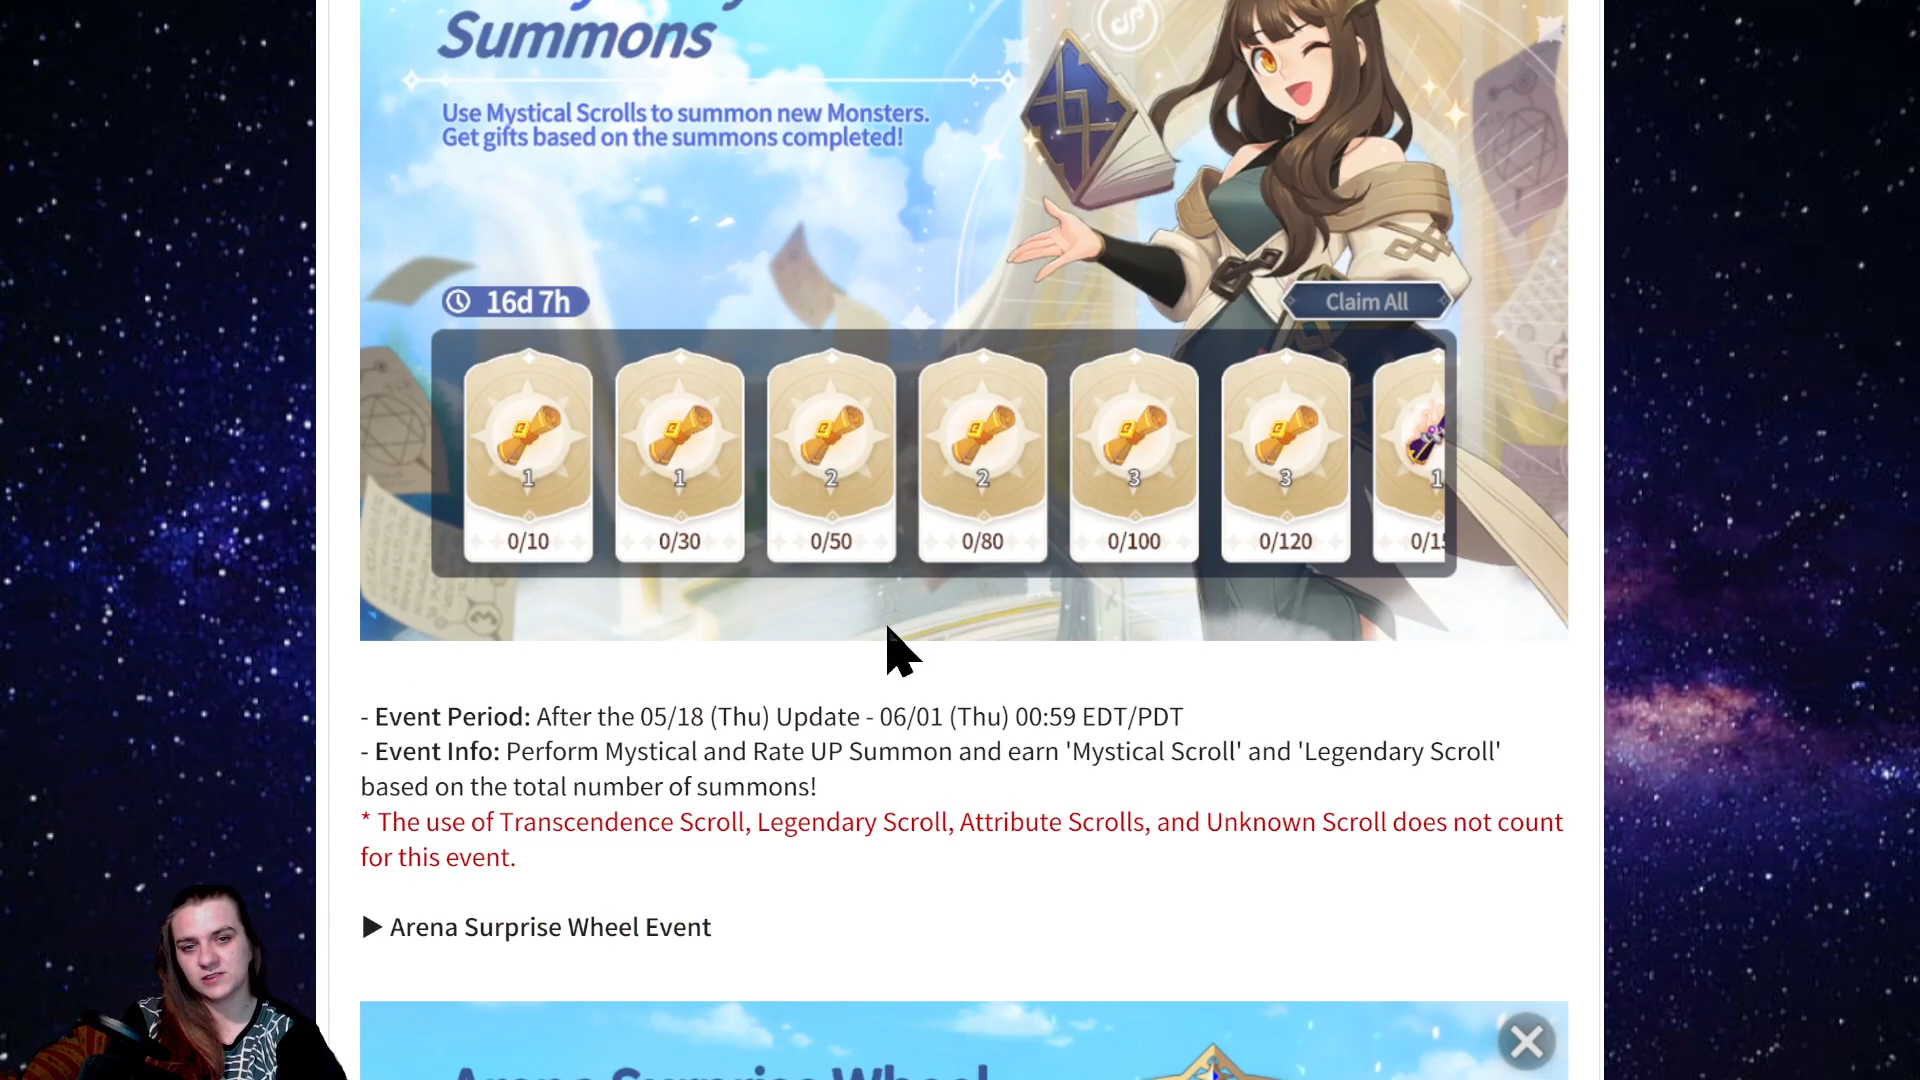 Summons
Use Mystical Scrolls to summon new Monsters.
Get gifts based on the summons completed!
16d 7h
Claim All
1 1 2 2 3 3 1
0/10 0/30 0/50 0/80 0/100 0/120
- Event Period: After the 05/18 (Thu) Update - 06/01 (Thu) 00:59 EDT/PDT
- Event Info: Perform Mystical and Rate UP Summon and earn 'Mystical Scroll' and 'Legendary Scroll'
based on the total number of summons!
* The use of Transcendence Scroll, Legendary Scroll, Attribute Scrolls, and Unknown Scroll does not count
for this event.
▶ Arena Surprise Wheel Event
Arena Surprise Wheel